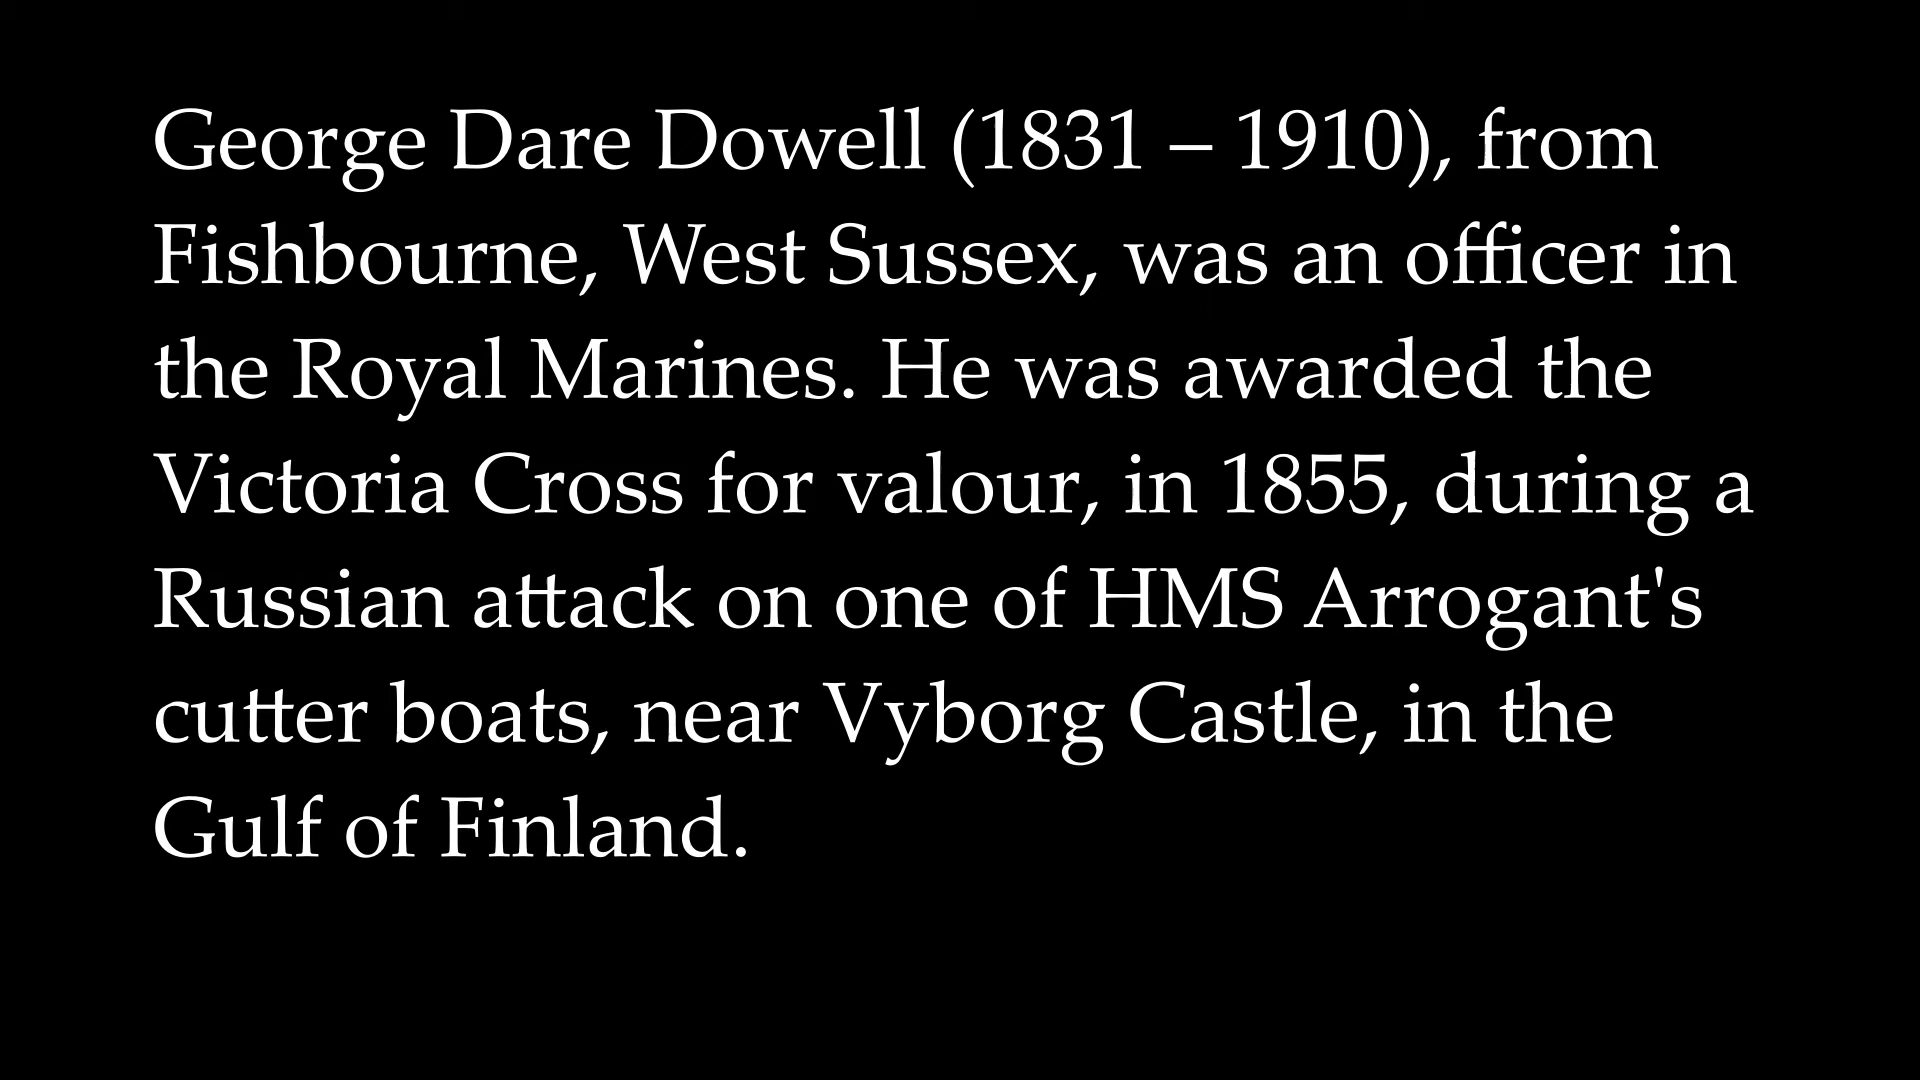 George Dare Dowell (1831 – 1910), from
Fishbourne, West Sussex, was an officer in
the Royal Marines. He was awarded the
Victoria Cross for valour, in 1855, during a
Russian attack on one of HMS Arrogant's
cutter boats, near Vyborg Castle, in the
Gulf of Finland.